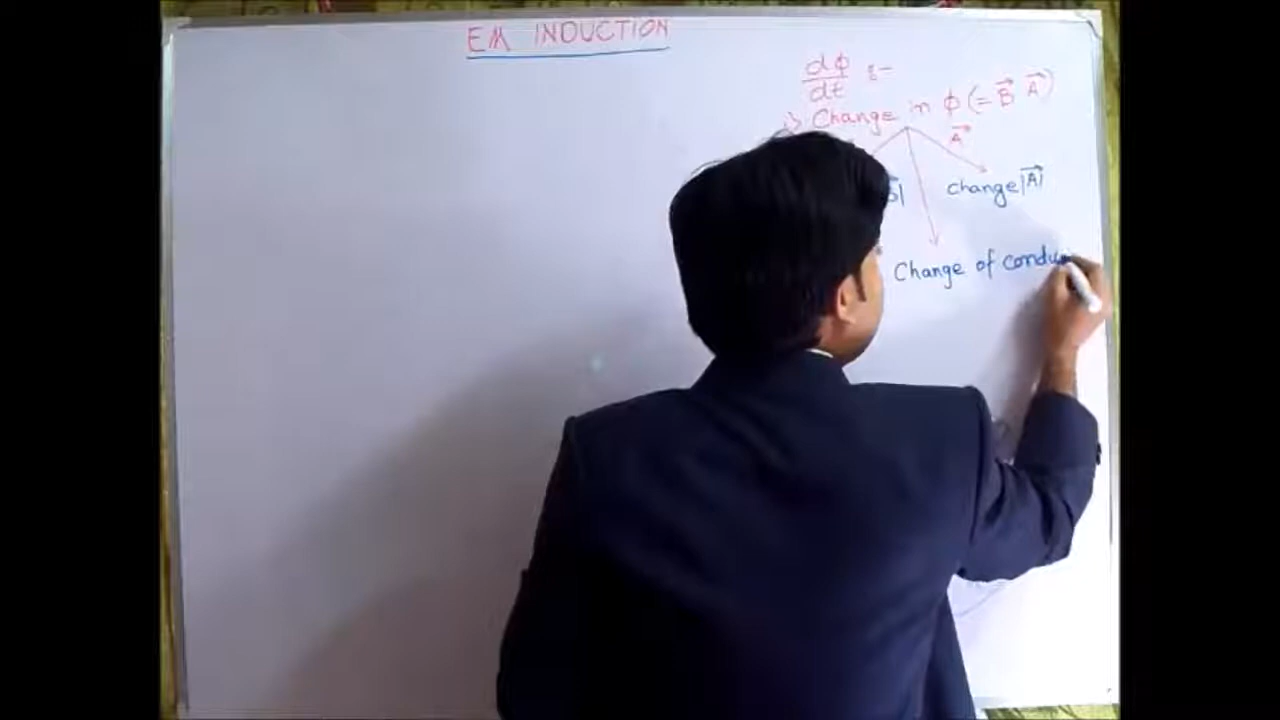 EM INDUCTION
dϕ/dt :-
Change in ϕ (= B⃗ A⃗)
A⃗
change |A⃗|
Change of condu